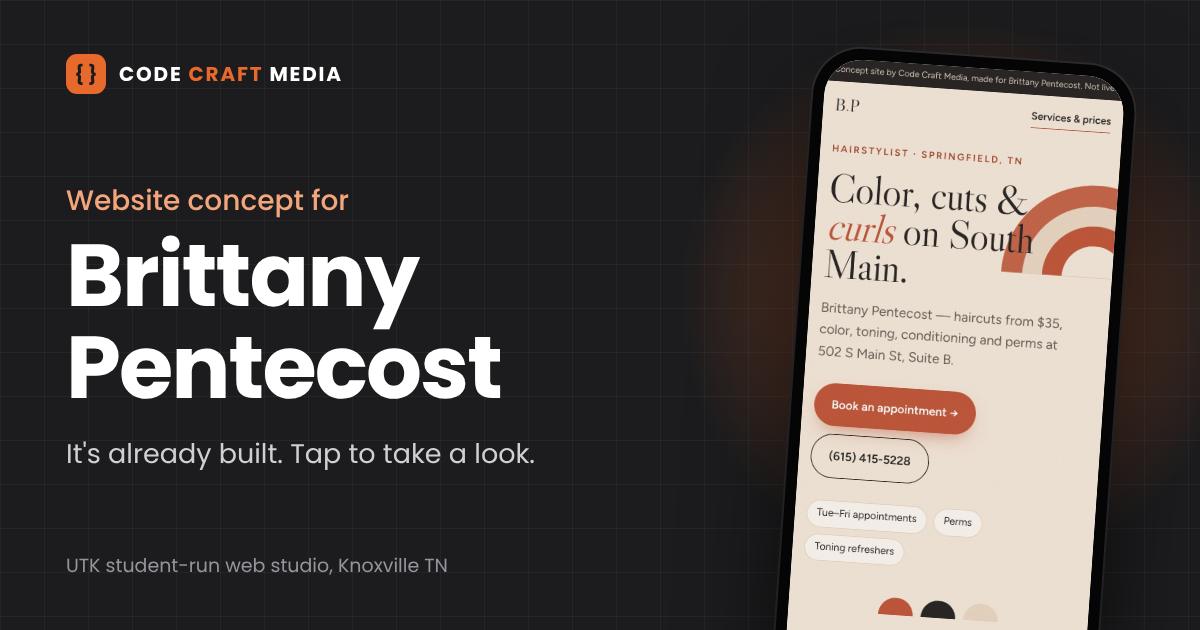 { } CODE CRAFT MEDIA
Website concept for
Brittany
Pentecost
It's already built. Tap to take a look.
UTK student-run web studio, Knoxville TN
Concept site by Code Craft Media, made for Brittany Pentecost. Not live.
B.P
Services & prices
HAIRSTYLIST · SPRINGFIELD, TN
Color, cuts &
curls on South
Main.
Brittany Pentecost — haircuts from $35,
color, toning, conditioning and perms at
502 S Main St, Suite B.
Book an appointment →
(615) 415-5228
Tue–Fri appointments
Perms
Toning refreshers